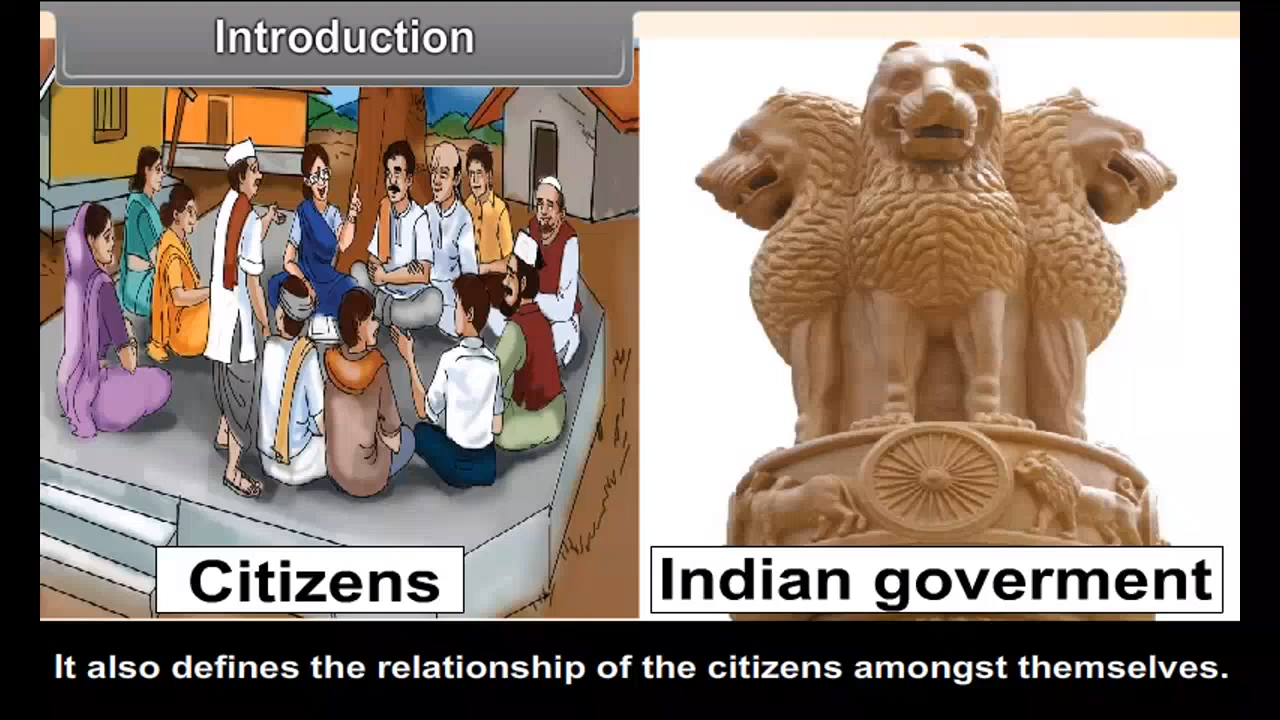 Introduction
Citizens
Indian goverment
It also defines the relationship of the citizens amongst themselves.